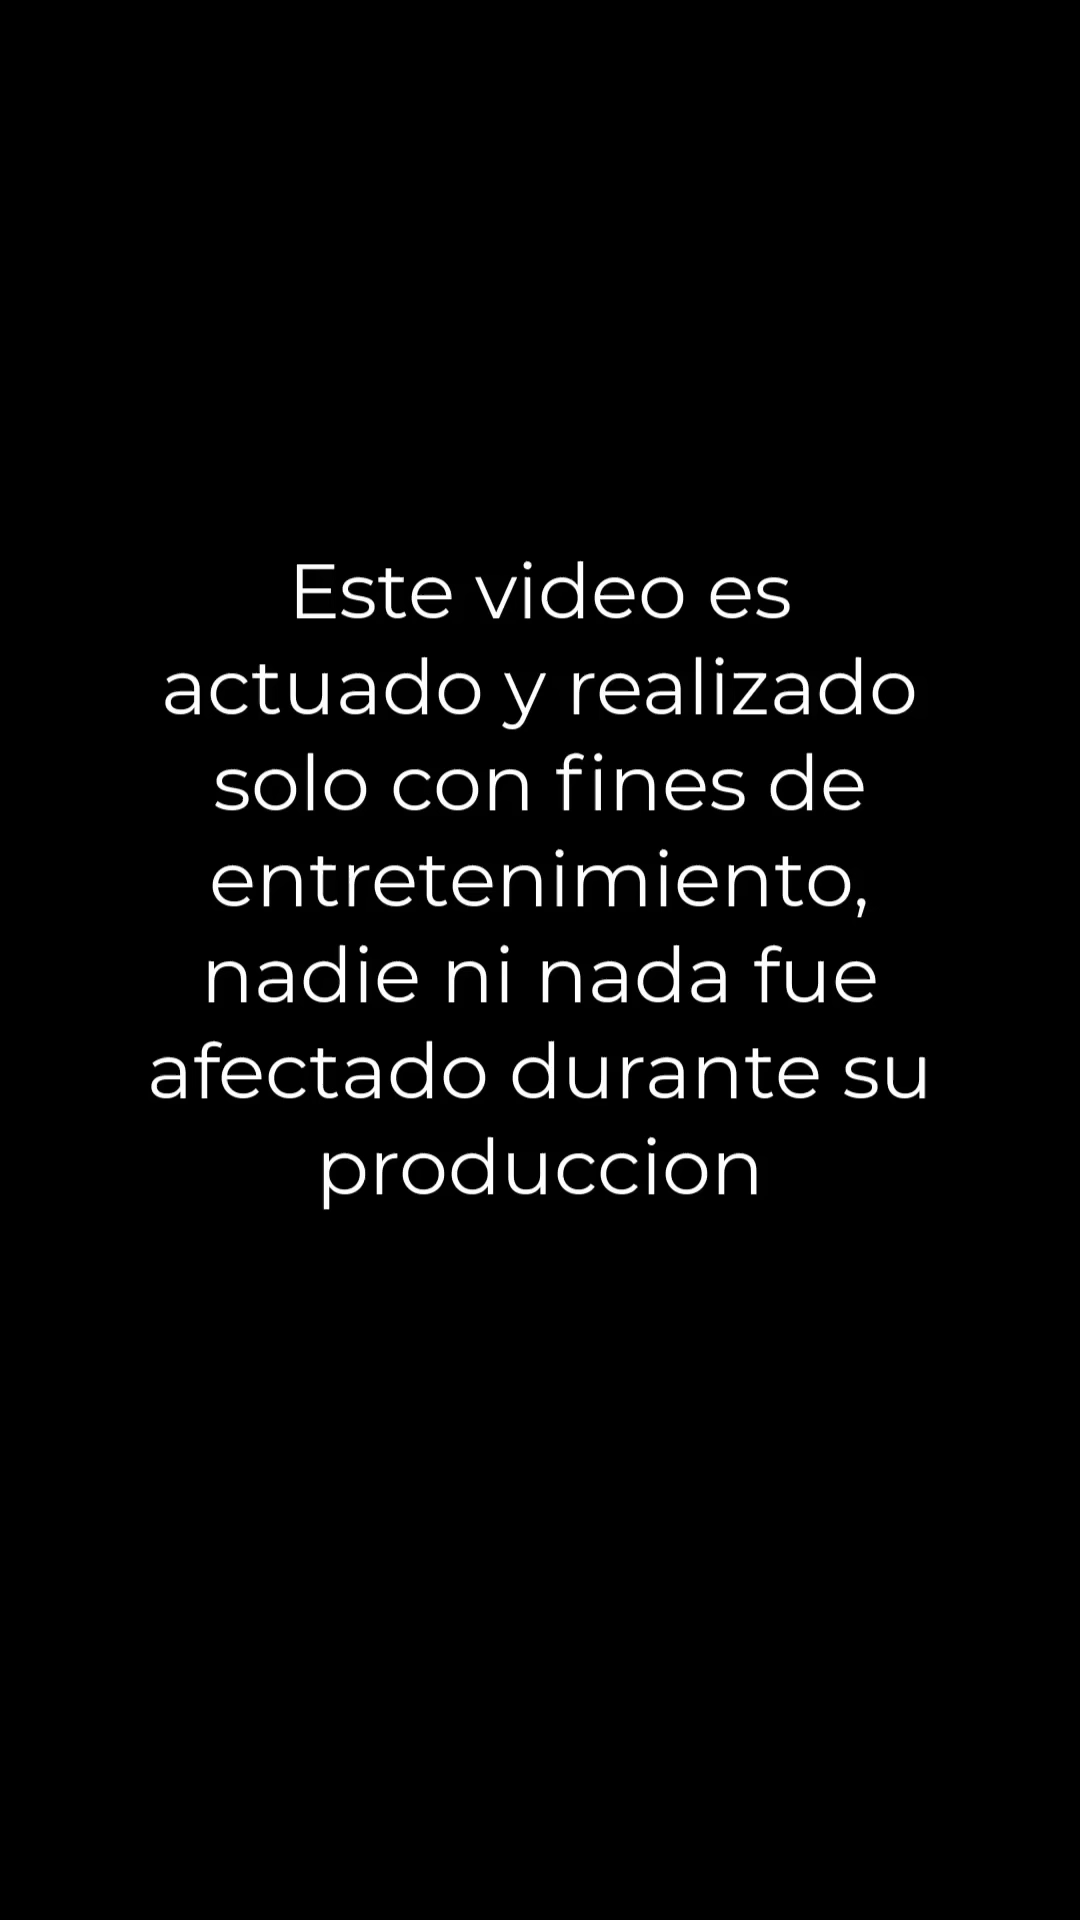 Este video es
actuado y realizado
solo con fines de
entretenimiento,
nadie ni nada fue
afectado durante su
produccion